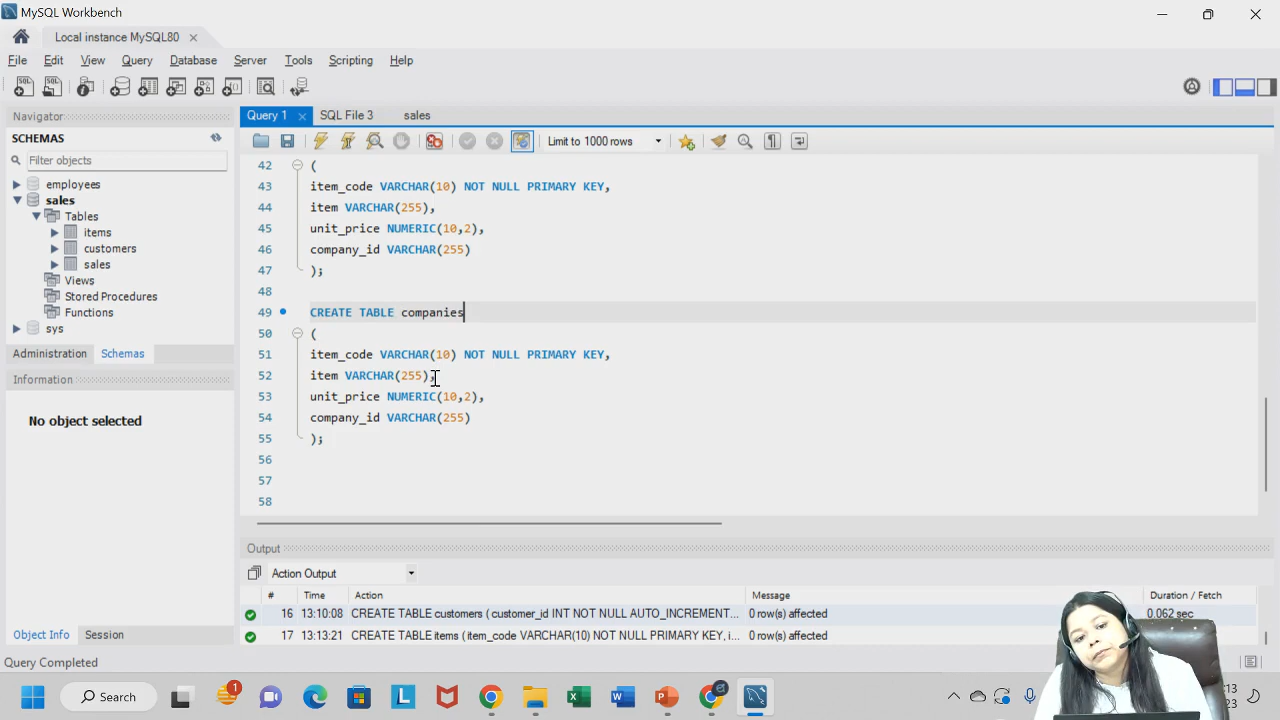 MySQL Workbench
Local instance MySQL80
File Edit View Query Database Server Tools Scripting Help
Navigator
SCHEMAS
Filter objects
employees
sales
Tables
items
customers
sales
Views
Stored Procedures
Functions
sys
Administration Schemas
Information
No object selected
Object Info Session
Query 1 SQL File 3 sales
Limit to 1000 rows
42 (
43 item_code VARCHAR(10) NOT NULL PRIMARY KEY,
44 item VARCHAR(255),
45 unit_price NUMERIC(10,2),
46 company_id VARCHAR(255)
47 );
48
49 CREATE TABLE companies
50 (
51 item_code VARCHAR(10) NOT NULL PRIMARY KEY,
52 item VARCHAR(255),
53 unit_price NUMERIC(10,2),
54 company_id VARCHAR(255)
55 );
56
57
58
Output
Action Output
# Time Action Message Duration / Fetch
16 13:10:08 CREATE TABLE customers ( customer_id INT NOT NULL AUTO_INCREMENT... 0 row(s) affected 0.062 sec
17 13:13:21 CREATE TABLE items ( item_code VARCHAR(10) NOT NULL PRIMARY KEY, i... 0 row(s) affected
Query Completed
Search